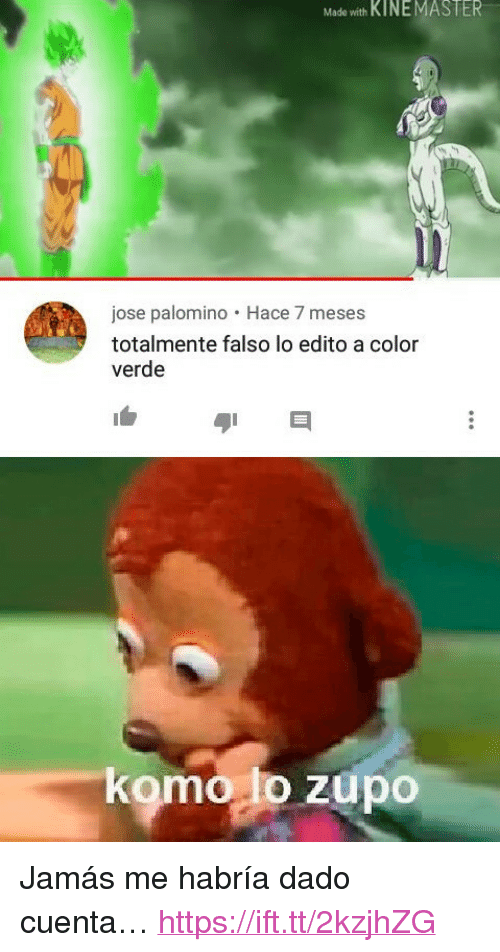 Made with KINEMASTER
jose palomino • Hace 7 meses
totalmente falso lo edito a color
verde
komo lo zupo
Jamás me habría dado
cuenta… https://ift.tt/2kzjhZG